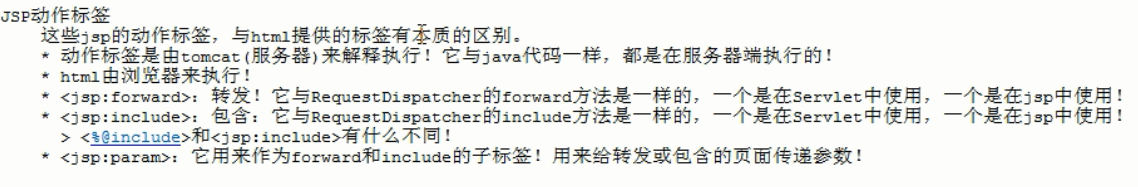 JSP动作标签
这些jsp的动作标签，与html提供的标签有本质的区别。
* 动作标签是由tomcat(服务器)来解释执行！它与java代码一样，都是在服务器端执行的！
* html由浏览器来执行！
* <jsp:forward>：转发！它与RequestDispatcher的forward方法是一样的，一个是在Servlet中使用，一个是在jsp中使用！
* <jsp:include>：包含：它与RequestDispatcher的include方法是一样的，一个是在Servlet中使用，一个是在jsp中使用！
> <%@include>和<jsp:include>有什么不同！
* <jsp:param>：它用来作为forward和include的子标签！用来给转发或包含的页面传递参数！